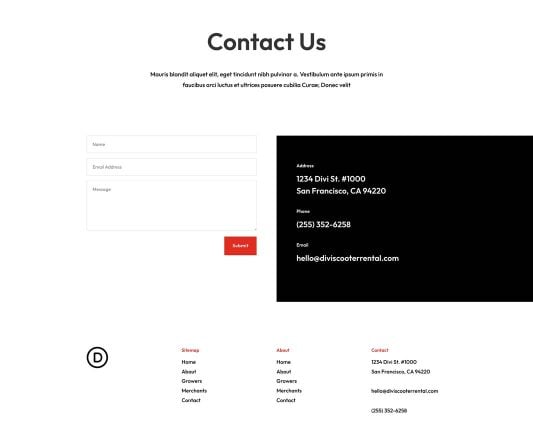 Contact Us
Mauris blandit aliquet elit, eget tincidunt nibh pulvinar a. Vestibulum ante ipsum primis in
faucibus orci luctus et ultrices posuere cubilia Curae; Donec velit
Name
Email Address
Message
Submit
Address
1234 Divi St. #1000
San Francisco, CA 94220
Phone
(255) 352-6258
Email
hello@diviscooterrental.com
D
Sitemap
Home
About
Growers
Merchants
Contact
About
Home
About
Growers
Merchants
Contact
Contact
1234 Divi St. #1000
San Francisco, CA 94220
hello@diviscooterrental.com
(255) 352-6258